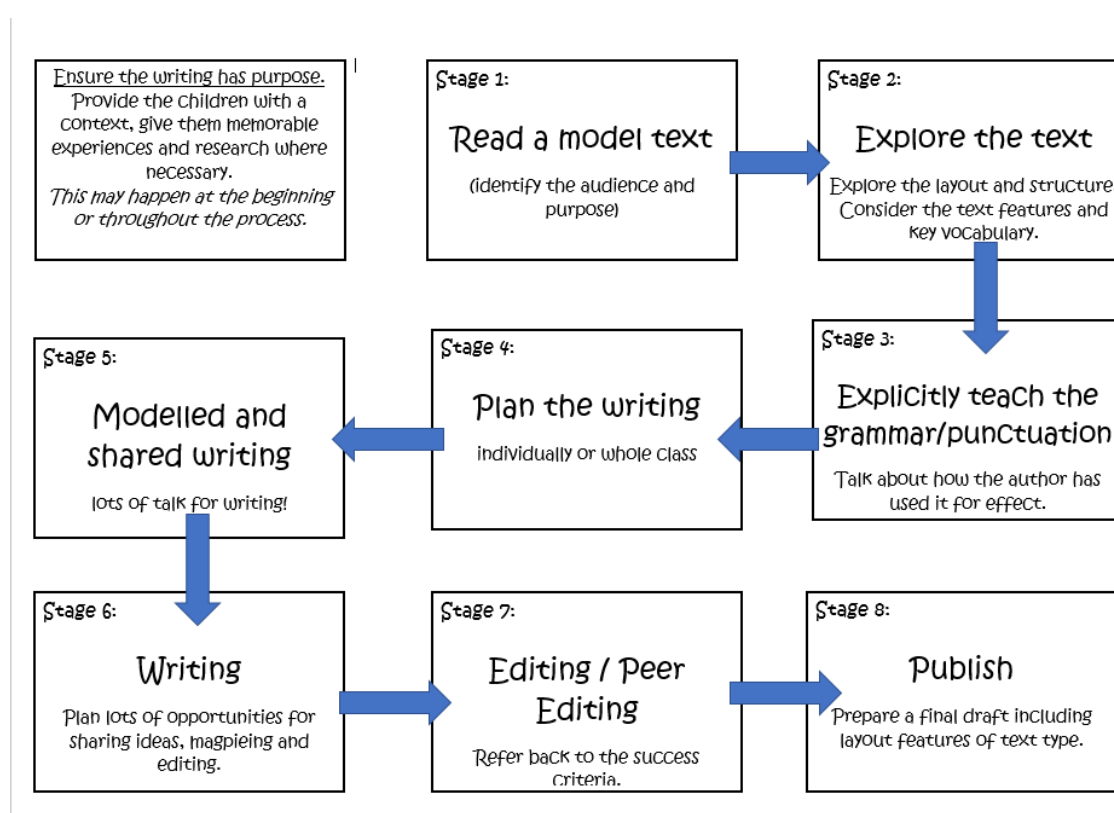 Ensure the writing has purpose.
Provide the children with a
context, give them memorable
experiences and research where
necessary.
This may happen at the beginning
or throughout the process.
Stage 1:
Read a model text
(identify the audience and
purpose)
Stage 2:
Explore the text
Explore the layout and structure
Consider the text features and
key vocabulary.
Stage 3:
Explicitly teach the
grammar/punctuation
Talk about how the author has
used it for effect.
Stage 4:
Plan the writing
individually or whole class
Stage 5:
Modelled and
shared writing
lots of talk for writing!
Stage 6:
Writing
Plan lots of opportunities for
sharing ideas, magpieing and
editing.
Stage 7:
Editing / Peer
Editing
Refer back to the success
criteria.
Stage 8:
Publish
Prepare a final draft including
layout features of text type.